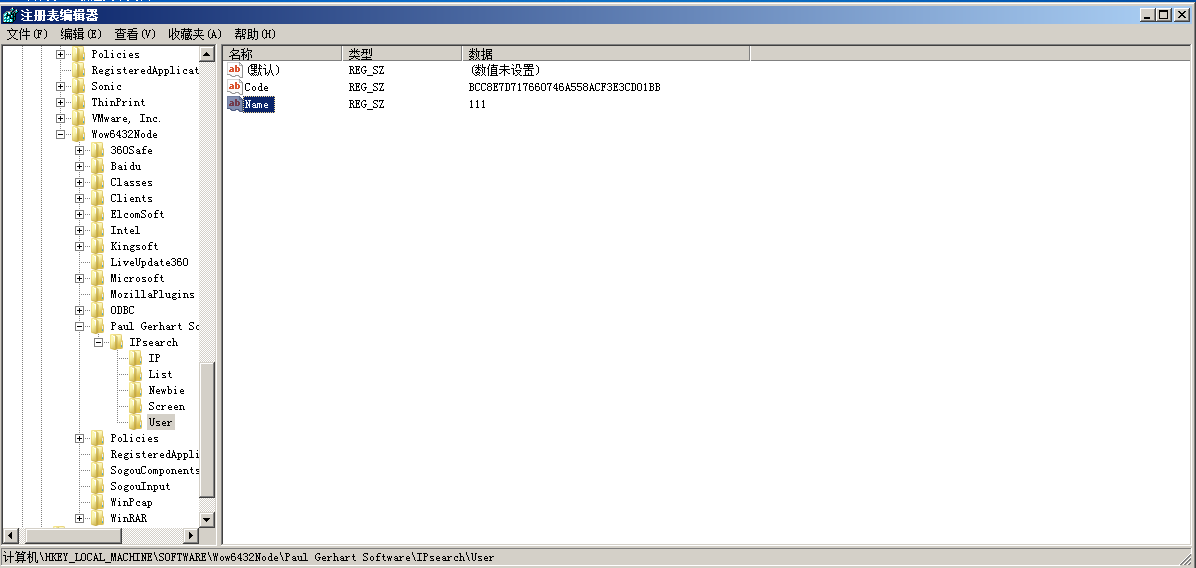 注册表编辑器
文件(F) 编辑(E) 查看(V) 收藏夹(A) 帮助(H)
Policies
RegisteredApplicat
Sonic
ThinPrint
VMware, Inc.
Wow6432Node
360Safe
Baidu
Classes
Clients
ElcomSoft
Intel
Kingsoft
LiveUpdate360
Microsoft
MozillaPlugins
ODBC
Paul Gerhart So
IPsearch
IP
List
Newbie
Screen
User
Policies
RegisteredAppli
SogouComponents
SogouInput
WinPcap
WinRAR
名称 类型 数据
ab (默认) REG_SZ (数值未设置)
ab Code REG_SZ BCC8E7D717660746A558ACF3E3CD01BB
ab Name REG_SZ 111
计算机\HKEY_LOCAL_MACHINE\SOFTWARE\Wow6432Node\Paul Gerhart Software\IPsearch\User